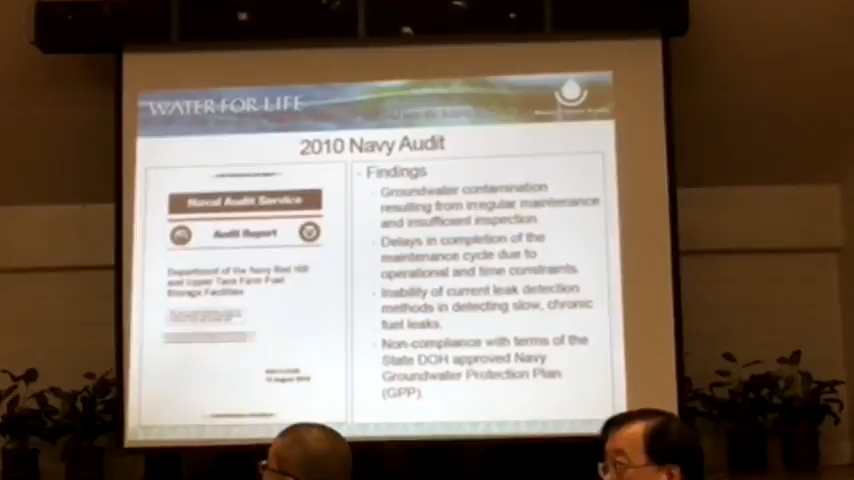 WATER FOR LIFE
2010 Navy Audit
Naval Audit Service
Audit Report
Department of the Navy Red Hill
and Upper Tank Farm Fuel
Storage Facilities
Findings
Groundwater contamination
resulting from irregular maintenance
and insufficient inspection.
Delays in completion of the
maintenance cycle due to
operational and time constraints.
Inability of current leak detection
methods in detecting slow, chronic
fuel leaks.
Non-compliance with terms of the
State DOH approved Navy
Groundwater Protection Plan
(GPP).